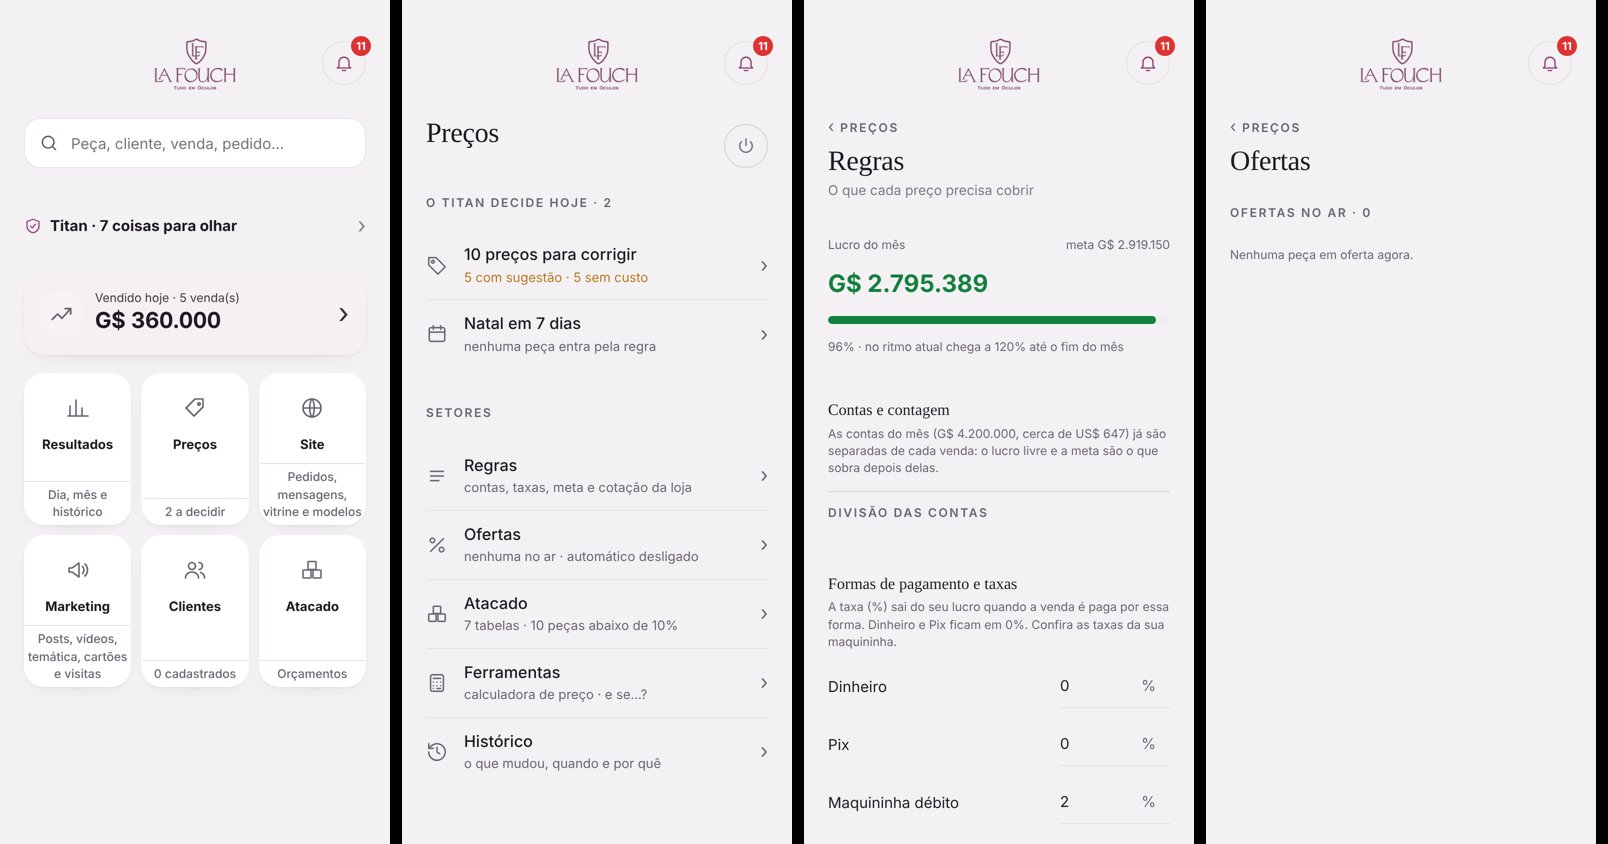 LF
LA FOUCH
TUDO EM ÓCULOS
11
Peça, cliente, venda, pedido...
Titan · 7 coisas para olhar
Vendido hoje · 5 venda(s)
G$ 360.000
Resultados
Dia, mês e
histórico
Preços
2 a decidir
Site
Pedidos,
mensagens,
vitrine e modelos
Marketing
Posts, vídeos,
temática, cartões
e visitas
Clientes
0 cadastrados
Atacado
Orçamentos
LF
LA FOUCH
TUDO EM ÓCULOS
11
Preços
O TITAN DECIDE HOJE · 2
10 preços para corrigir
5 com sugestão · 5 sem custo
Natal em 7 dias
nenhuma peça entra pela regra
SETORES
Regras
contas, taxas, meta e cotação da loja
Ofertas
nenhuma no ar · automático desligado
Atacado
7 tabelas · 10 peças abaixo de 10%
Ferramentas
calculadora de preço · e se...?
Histórico
o que mudou, quando e por quê
LF
LA FOUCH
TUDO EM ÓCULOS
11
‹ PREÇOS
Regras
O que cada preço precisa cobrir
Lucro do mês meta G$ 2.919.150
G$ 2.795.389
96% · no ritmo atual chega a 120% até o fim do mês
Contas e contagem
As contas do mês (G$ 4.200.000, cerca de US$ 647) já são
separadas de cada venda: o lucro livre e a meta são o que
sobra depois delas.
DIVISÃO DAS CONTAS
Formas de pagamento e taxas
A taxa (%) sai do seu lucro quando a venda é paga por essa
forma. Dinheiro e Pix ficam em 0%. Confira as taxas da sua
maquininha.
Dinheiro 0 %
Pix 0 %
Maquininha débito 2 %
LF
LA FOUCH
TUDO EM ÓCULOS
11
‹ PREÇOS
Ofertas
OFERTAS NO AR · 0
Nenhuma peça em oferta agora.